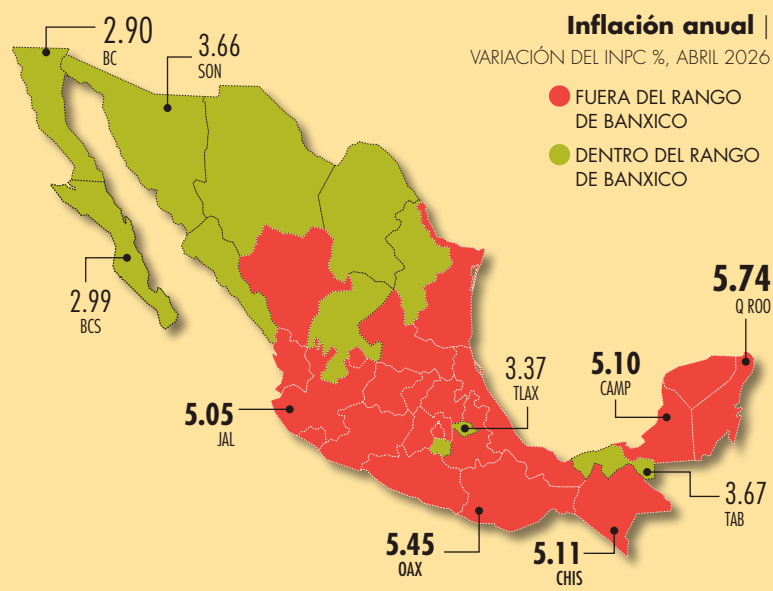 Inflación anual |
VARIACIÓN DEL INPC %, ABRIL 2026
FUERA DEL RANGO
DE BANXICO
DENTRO DEL RANGO
DE BANXICO
2.90
BC
3.66
SON
2.99
BCS
5.74
Q ROO
5.10
CAMP
3.37
TLAX
5.05
JAL
3.67
TAB
5.45
OAX
5.11
CHIS